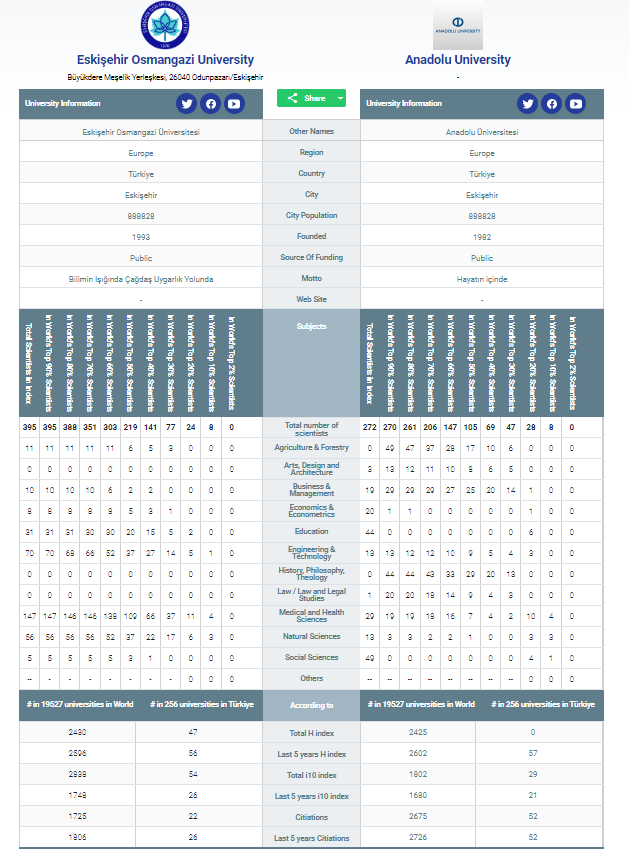 ANADOLU UNIVERSITY
Eskişehir Osmangazi University
Anadolu University
Büyükdere Meşelik Yerleşkesi, 26040 Odunpazarı/Eskişehir
-
University Information
Share
University Information
Eskişehir Osmangazi Üniversitesi Other Names Anadolu Üniversitesi
Europe Region Europe
Türkiye Country Türkiye
Eskişehir City Eskişehir
888828 City Population 888828
1993 Founded 1982
Public Source Of Funding Public
Bilimin Işığında Çağdaş Uygarlık Yolunda Motto Hayatın içinde
- Web Site -
Total Scientists in Index
In World's Top 90% Scientists
In World's Top 80% Scientists
In World's Top 70% Scientists
In World's Top 60% Scientists
In World's Top 50% Scientists
In World's Top 40% Scientists
In World's Top 30% Scientists
In World's Top 20% Scientists
In World's Top 10% Scientists
In World's Top 2% Scientists
Subjects
Total Scientists in Index
In World's Top 90% Scientists
In World's Top 80% Scientists
In World's Top 70% Scientists
In World's Top 60% Scientists
In World's Top 50% Scientists
In World's Top 40% Scientists
In World's Top 30% Scientists
In World's Top 20% Scientists
In World's Top 10% Scientists
In World's Top 2% Scientists
395 395 388 351 303 219 141 77 24 8 0 Total number of scientists 272 270 261 206 147 105 69 47 28 8 0
11 11 11 11 11 6 5 3 0 0 0 Agriculture & Forestry 0 49 47 37 28 17 10 6 0 0 0
0 0 0 0 0 0 0 0 0 0 0 Arts, Design and Architecture 3 13 12 11 10 8 6 5 0 0 0
10 10 10 10 6 2 2 0 0 0 0 Business & Management 19 29 29 29 27 25 20 14 1 0 0
8 8 8 8 8 5 3 1 0 0 0 Economics & Econometrics 20 1 1 0 0 0 0 0 1 0 0
31 31 31 30 30 20 15 5 2 0 0 Education 44 0 0 0 0 0 0 0 6 0 0
70 70 68 66 52 37 27 14 5 1 0 Engineering & Technology 13 13 12 12 10 9 5 4 3 0 0
0 0 0 0 0 0 0 0 0 0 0 History, Philosophy, Theology 0 44 44 43 33 29 20 13 0 0 0
0 0 0 0 0 0 0 0 0 0 0 Law / Law and Legal Studies 1 20 20 18 14 9 4 3 0 0 0
147 147 146 146 138 109 66 37 11 4 0 Medical and Health Sciences 29 19 19 18 16 7 4 2 10 4 0
56 56 56 56 52 37 22 17 6 3 0 Natural Sciences 13 3 3 2 2 1 0 0 3 3 0
5 5 5 5 5 3 1 0 0 0 0 Social Sciences 49 0 0 0 0 0 0 0 4 1 0
-- -- -- -- -- -- -- -- 0 0 0 Others -- -- -- -- -- -- -- -- 0 0 0
# in 19527 universities in World # in 256 universities in Türkiye According to # in 19527 universities in World # in 256 universities in Türkiye
2430 47 Total H index 2425 0
2596 56 Last 5 years H index 2602 57
2838 54 Total i10 index 1802 29
1748 26 Last 5 years i10 index 1680 21
1725 22 Citiations 2675 52
1806 26 Last 5 years Citiations 2726 52